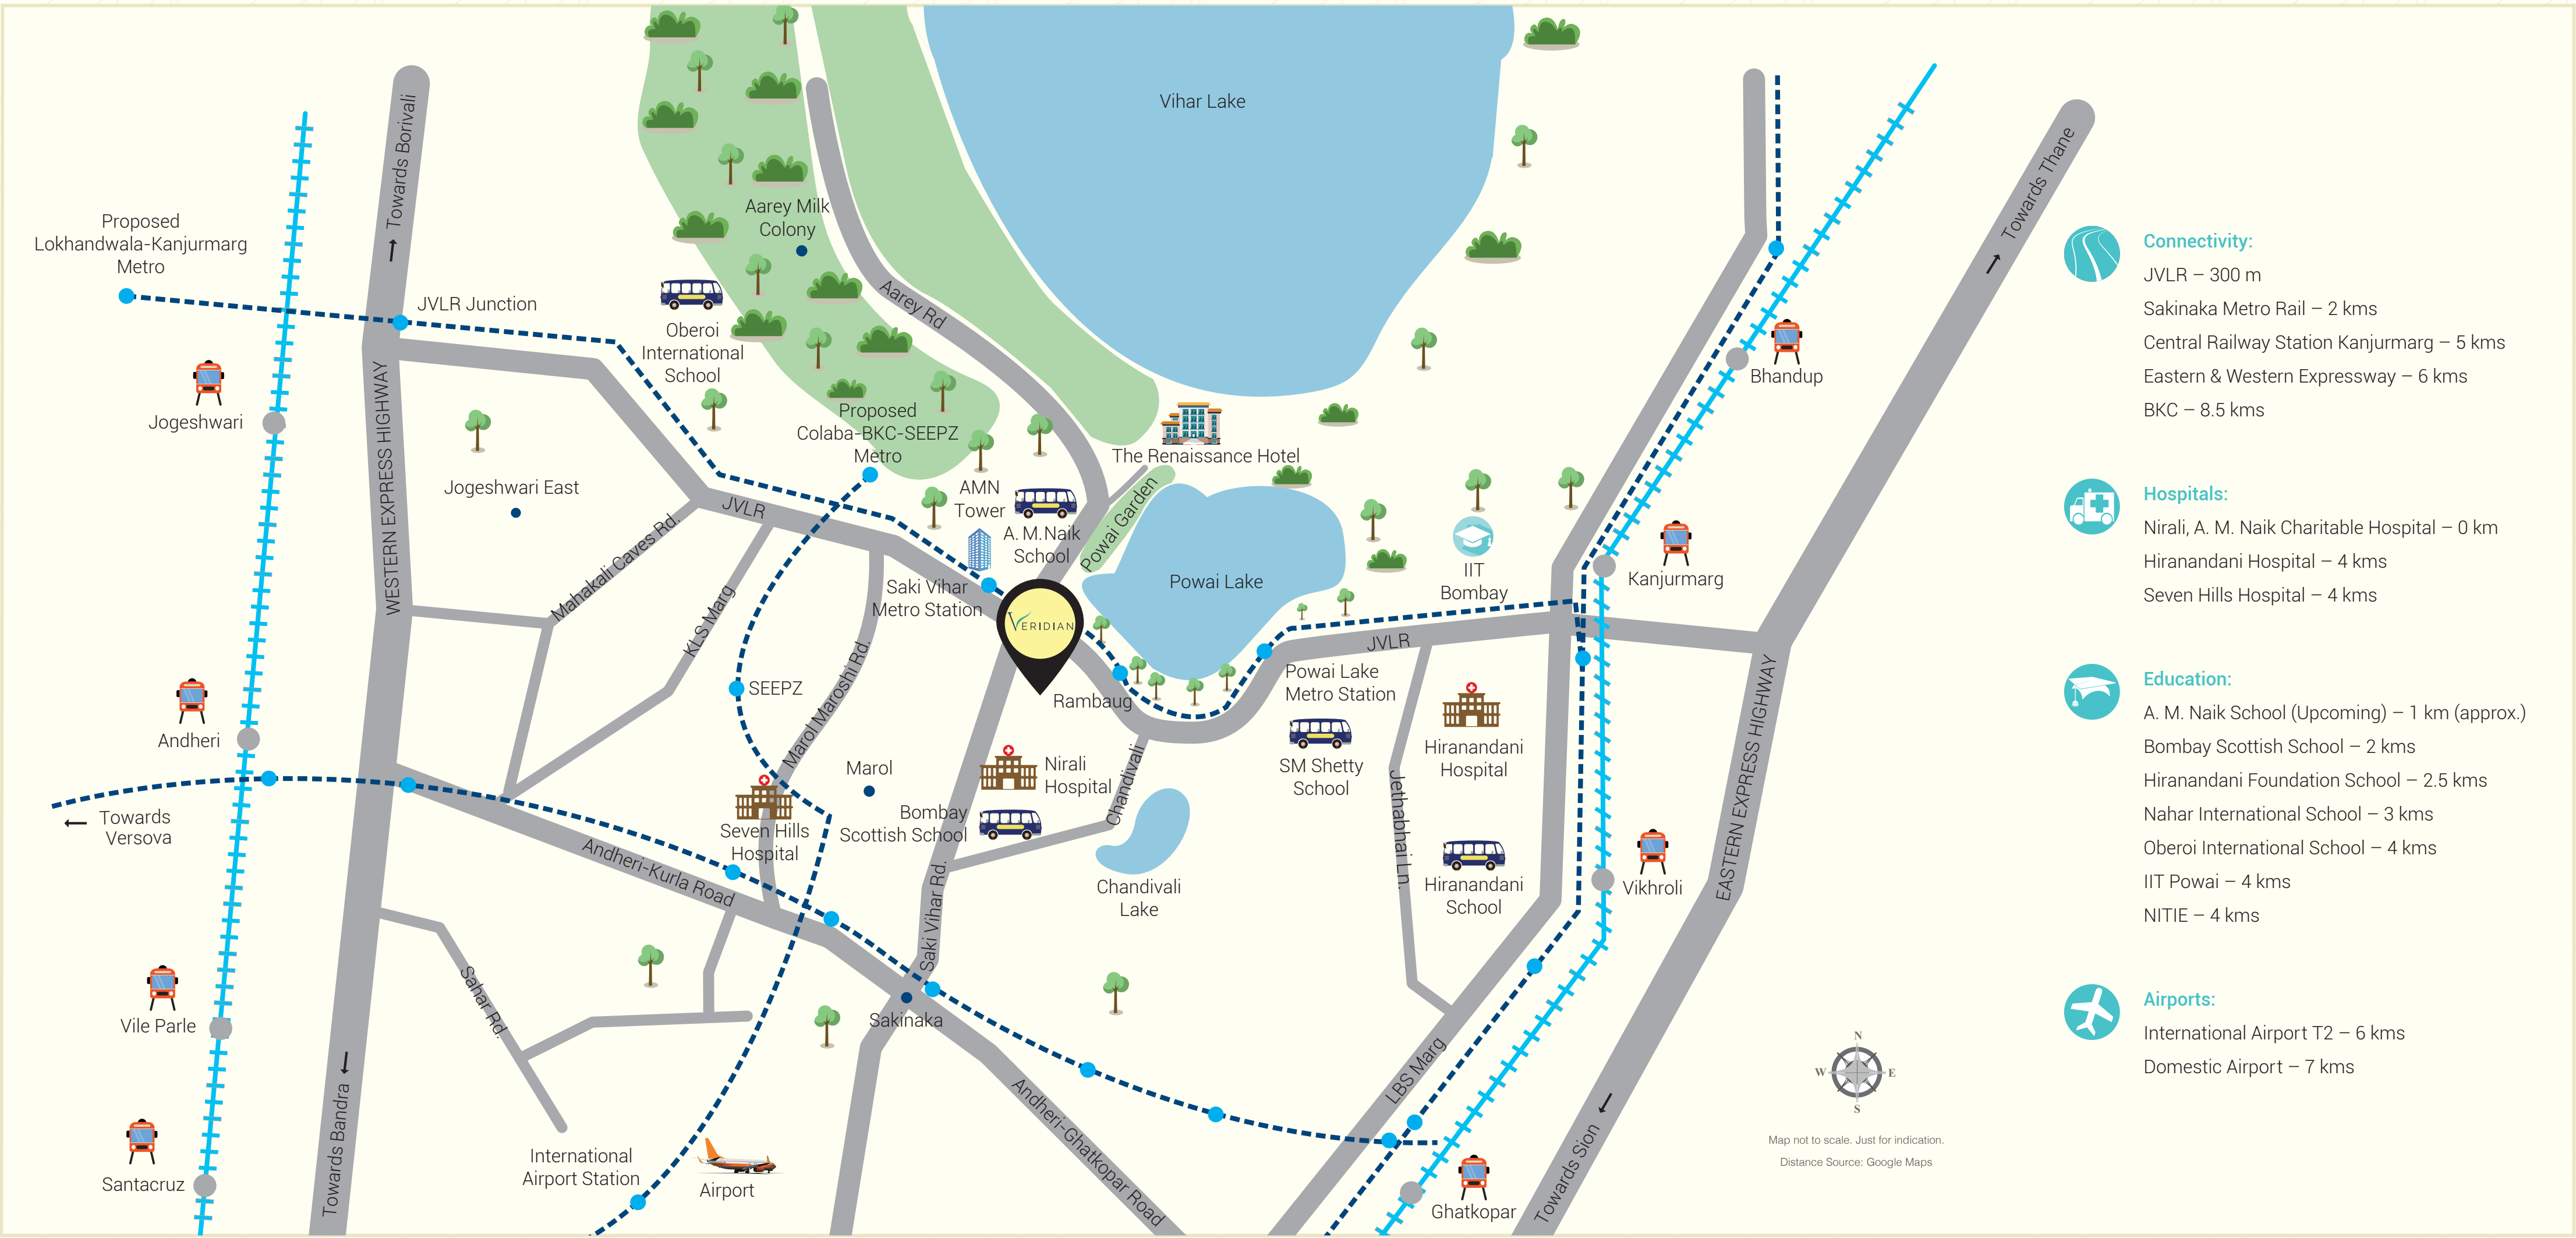 Vihar Lake
Towards Borivali
Towards Thane
Proposed
Lokhandwala-Kanjurmarg
Metro
Aarey Milk
Colony
JVLR Junction
Aarey Rd
Oberoi
International
School
Bhandup
Jogeshwari
WESTERN EXPRESS HIGHWAY
Proposed
Colaba-BKC-SEEPZ
Metro
The Renaissance Hotel
Jogeshwari East
JVLR
AMN
Tower
A. M. Naik
School
Powai Garden
Mahakali Caves Rd.
KLS Marg
Saki Vihar
Metro Station
Powai Lake
IIT
Bombay
Kanjurmarg
VERIDIAN
JVLR
Andheri
SEEPZ
Marol Maroshi Rd.
Rambaug
Powai Lake
Metro Station
SM Shetty
School
Hiranandani
Hospital
EASTERN EXPRESS HIGHWAY
Towards
Versova
Marol
Nirali
Hospital
Chandivali
Jethabhai Ln.
Seven Hills
Hospital
Bombay
Scottish School
Andheri-Kurla Road
Chandivali
Lake
Hiranandani
School
Vikhroli
Saki Vihar Rd.
Sahar Rd.
Sakinaka
Vile Parle
LBS Marg
Towards Bandra
Andheri-Ghatkopar Road
International
Airport Station
Airport
Santacruz
Ghatkopar
Towards Sion
Connectivity:
JVLR – 300 m
Sakinaka Metro Rail – 2 kms
Central Railway Station Kanjurmarg – 5 kms
Eastern & Western Expressway – 6 kms
BKC – 8.5 kms
Hospitals:
Nirali, A. M. Naik Charitable Hospital – 0 km
Hiranandani Hospital – 4 kms
Seven Hills Hospital – 4 kms
Education:
A. M. Naik School (Upcoming) – 1 km (approx.)
Bombay Scottish School – 2 kms
Hiranandani Foundation School – 2.5 kms
Nahar International School – 3 kms
Oberoi International School – 4 kms
IIT Powai – 4 kms
NITIE – 4 kms
Airports:
International Airport T2 – 6 kms
Domestic Airport – 7 kms
N
W E
S
Map not to scale. Just for indication.
Distance Source: Google Maps